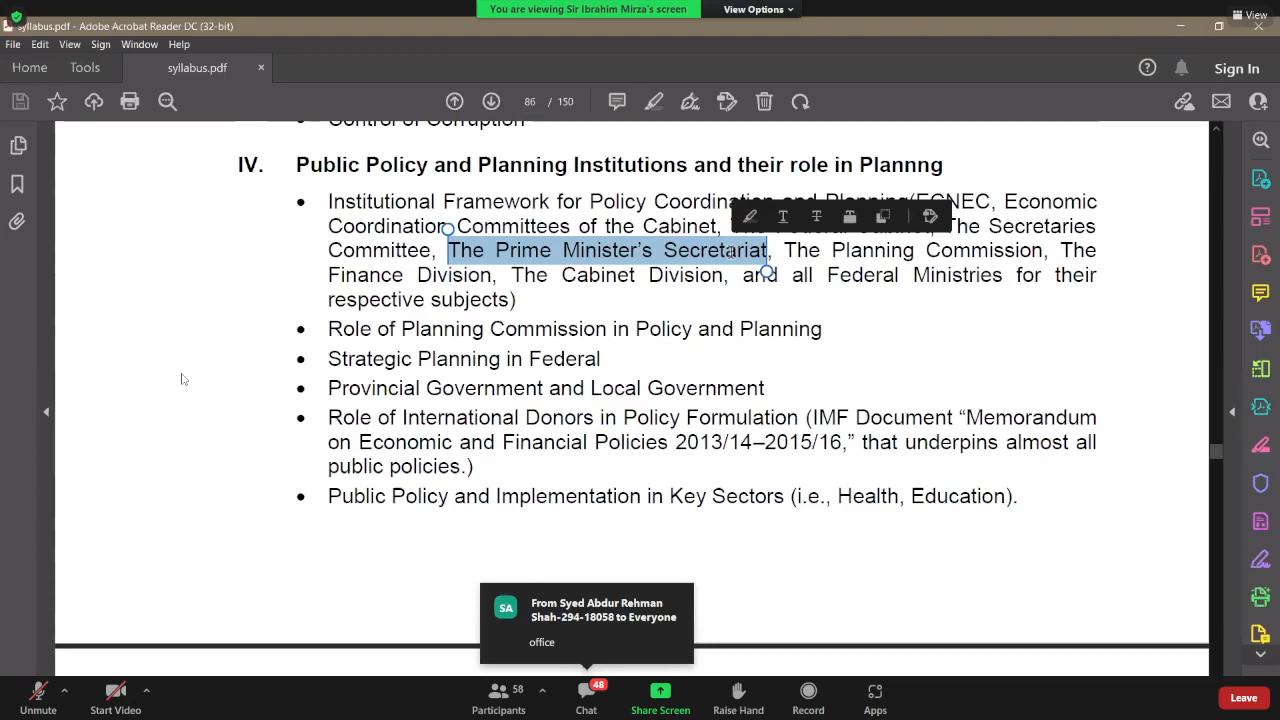 You are viewing Sir Ibrahim Mirza's screen
View Options
View
syllabus.pdf - Adobe Acrobat Reader DC (32-bit)
File Edit View Sign Window Help
Home Tools syllabus.pdf ×
Sign In
86 / 150
Control of Corruption
IV. Public Policy and Planning Institutions and their role in Plannng
• Institutional Framework for Policy Coordination and Planning(ECNEC, Economic
Coordination Committees of the Cabinet, The Federal Cabinet, The Secretaries
Committee, The Prime Minister's Secretariat, The Planning Commission, The
Finance Division, The Cabinet Division, and all Federal Ministries for their
respective subjects)
• Role of Planning Commission in Policy and Planning
• Strategic Planning in Federal
• Provincial Government and Local Government
• Role of International Donors in Policy Formulation (IMF Document “Memorandum
on Economic and Financial Policies 2013/14–2015/16,” that underpins almost all
public policies.)
• Public Policy and Implementation in Key Sectors (i.e., Health, Education).
SA
From Syed Abdur Rehman
Shah-294-18058 to Everyone
office
58
48
Unmute
Start Video
Participants
Chat
Share Screen
Raise Hand
Record
Apps
Leave